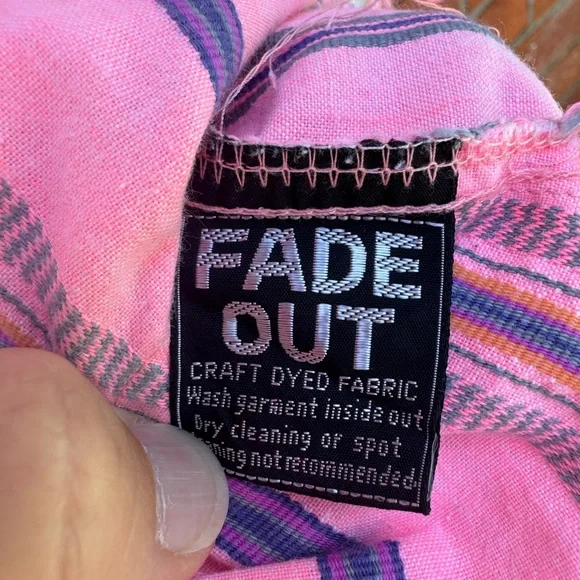 FADE
OUT
CRAFT DYED FABRIC
Wash garment inside out
Dry cleaning or spot
not recommended.